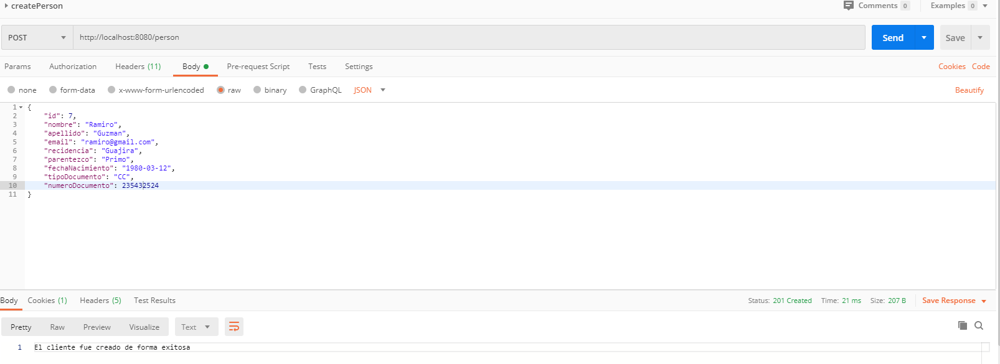 createPerson
Comments 0 Examples 0
POST http://localhost:8080/person Send Save
Params Authorization Headers (11) Body Pre-request Script Tests Settings Cookies Code
none form-data x-www-form-urlencoded raw binary GraphQL JSON Beautify
1 {
2 "id": 7,
3 "nombre": "Ramiro",
4 "apellido": "Guzman",
5 "email": "ramiro@gmail.com",
6 "recidencia": "Guajira",
7 "parentezco": "Primo",
8 "fechaNacimiento": "1980-03-12",
9 "tipoDocumento": "CC",
10 "numeroDocumento": 235432524
11 }
Body Cookies (1) Headers (5) Test Results Status: 201 Created Time: 21 ms Size: 207 B Save Response
Pretty Raw Preview Visualize Text
1 El cliente fue creado de forma exitosa